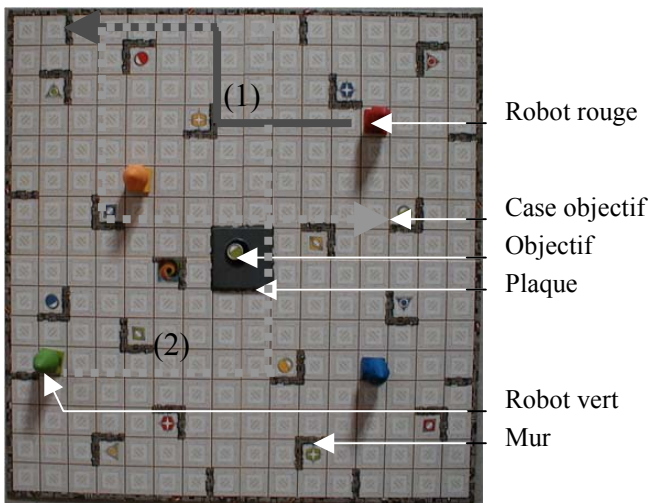 (1)
Robot rouge
Case objectif
Objectif
Plaque
(2)
Robot vert
Mur